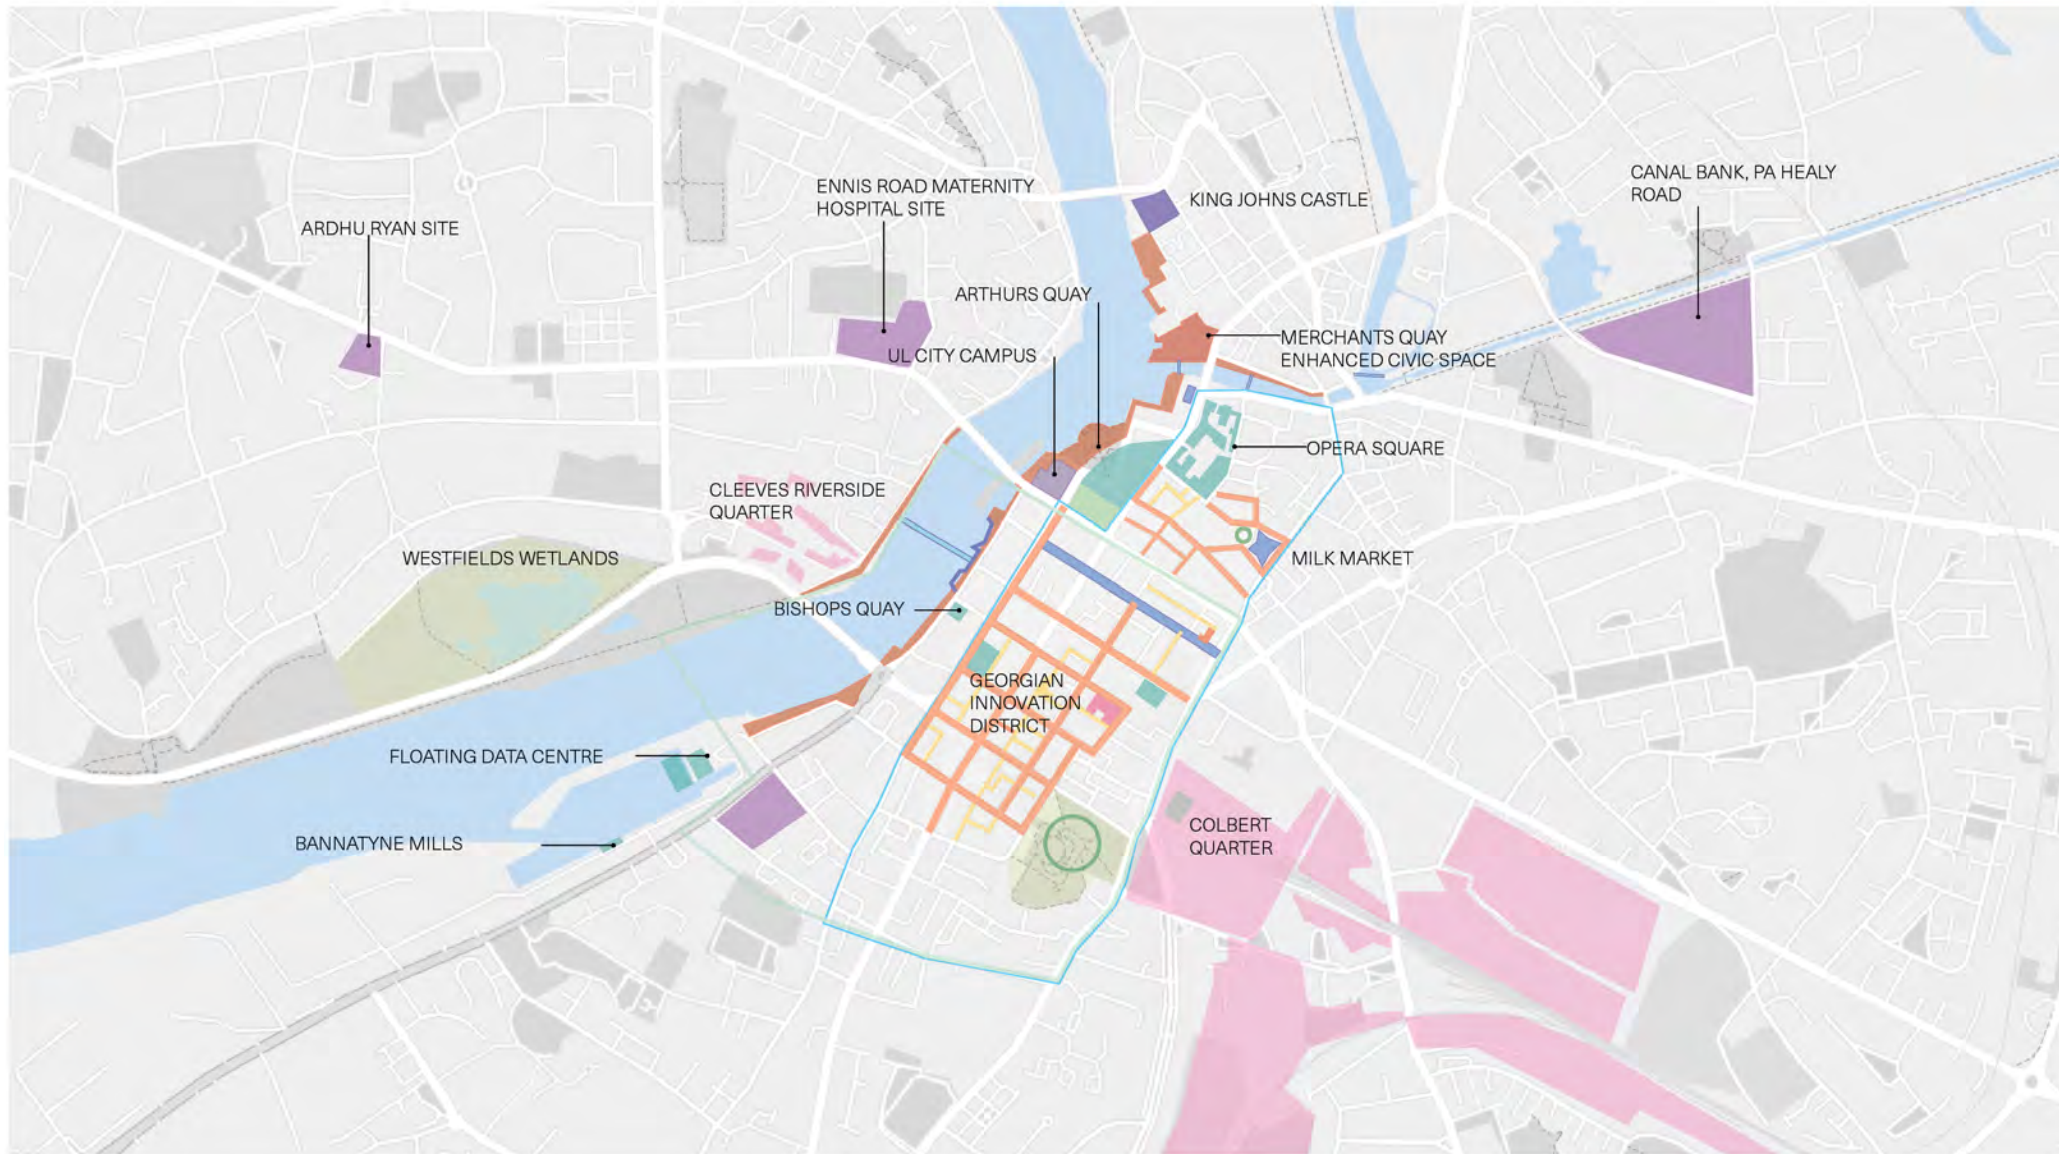 CANAL BANK, PA HEALY
ROAD
ENNIS ROAD MATERNITY
HOSPITAL SITE
KING JOHNS CASTLE
ARDHU RYAN SITE
ARTHURS QUAY
MERCHANTS QUAY
ENHANCED CIVIC SPACE
UL CITY CAMPUS
OPERA SQUARE
CLEEVES RIVERSIDE
QUARTER
WESTFIELDS WETLANDS
MILK MARKET
BISHOPS QUAY
GEORGIAN
INNOVATION
DISTRICT
FLOATING DATA CENTRE
COLBERT
QUARTER
BANNATYNE MILLS